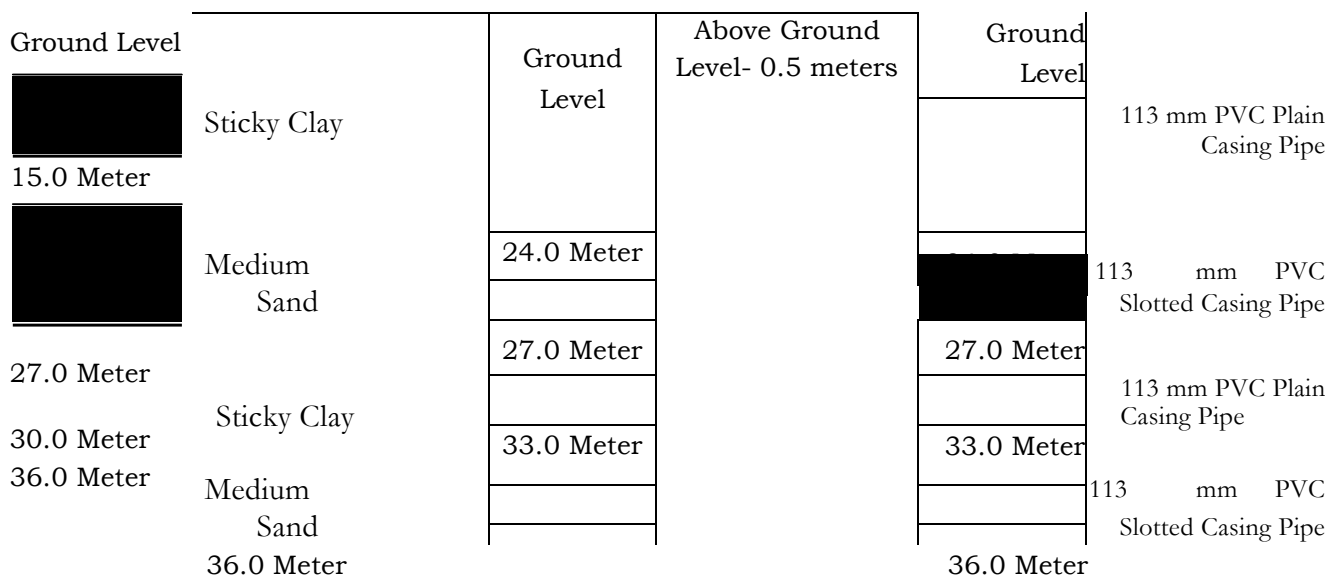 Ground Level
Sticky Clay
15.0 Meter
Medium
Sand
27.0 Meter
Sticky Clay
30.0 Meter
36.0 Meter
Medium
Sand
36.0 Meter
Ground
Level
24.0 Meter
27.0 Meter
33.0 Meter
Above Ground
Level- 0.5 meters
Ground
Level
27.0 Meter
33.0 Meter
36.0 Meter
113 mm PVC Plain
Casing Pipe
113 mm PVC
Slotted Casing Pipe
113 mm PVC Plain
Casing Pipe
113 mm PVC
Slotted Casing Pipe